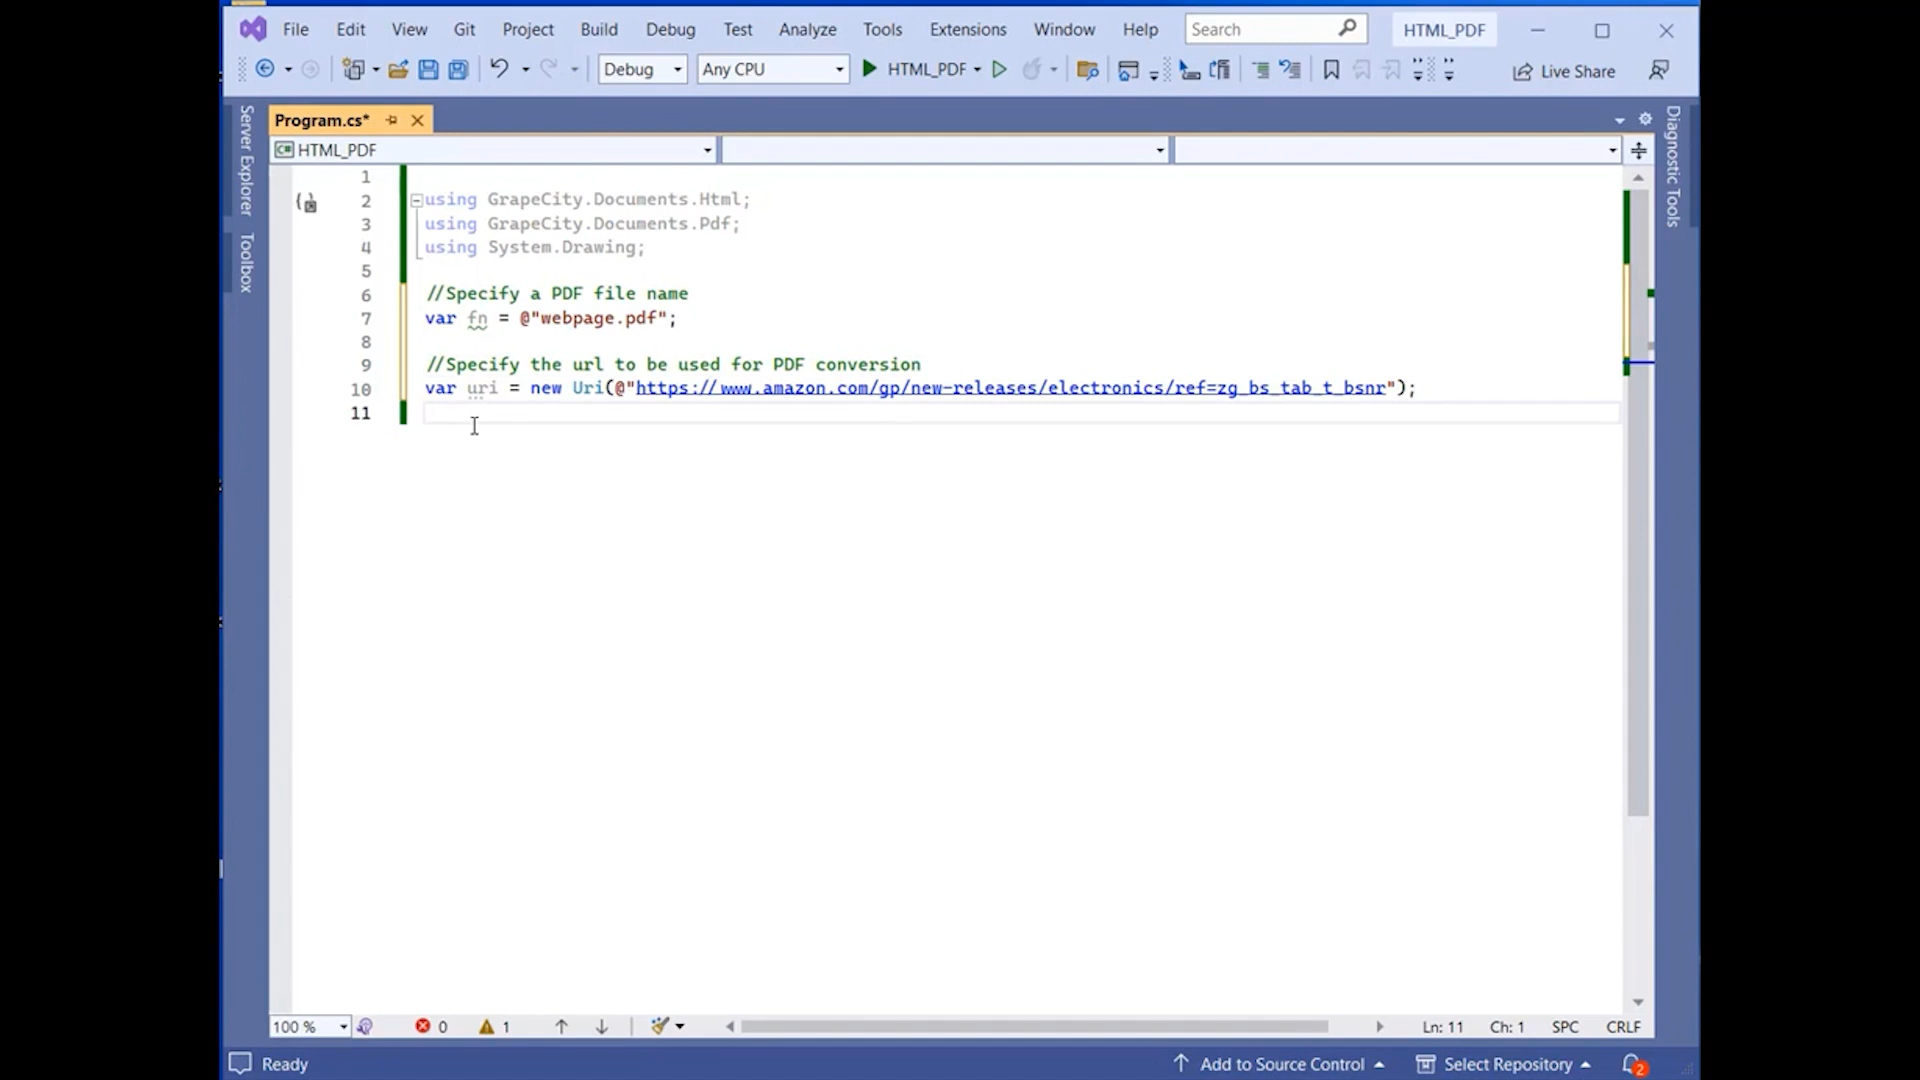 File Edit View Git Project Build Debug Test Analyze Tools Extensions Window Help Search HTML_PDF
Debug Any CPU HTML_PDF Live Share
Server Explorer
Toolbox
Program.cs*
HTML_PDF
Diagnostic Tools
1
2 using GrapeCity.Documents.Html;
3 using GrapeCity.Documents.Pdf;
4 using System.Drawing;
5
6 //Specify a PDF file name
7 var fn = @"webpage.pdf";
8
9 //Specify the url to be used for PDF conversion
10 var uri = new Uri(@"https://www.amazon.com/gp/new-releases/electronics/ref=zg_bs_tab_t_bsnr");
11
100 % 0 1 Ln: 11 Ch: 1 SPC CRLF
Ready Add to Source Control Select Repository 2